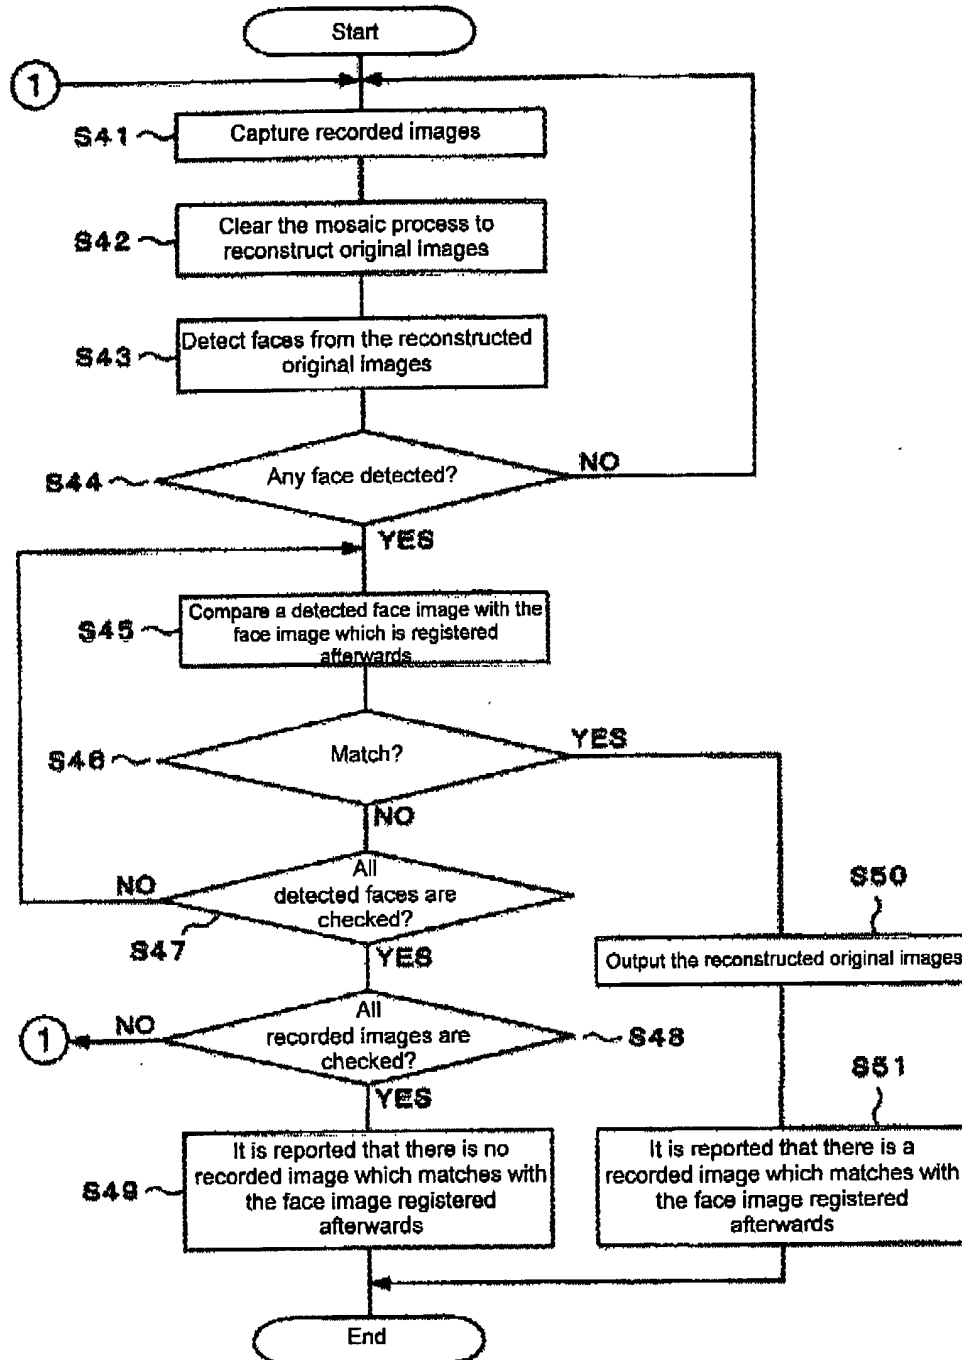 Start
1
S41
Capture recorded images
S42
Clear the mosaic process to
reconstruct original images
S43
Detect faces from the reconstructed
original images
S44
Any face detected?
NO
YES
S45
Compare a detected face image with the
face image which is registered
afterwards
S46
Match?
YES
NO
All
detected faces are
checked?
NO
S47
YES
S50
Output the reconstructed original images
All
recorded images are
checked?
NO
1
S48
YES
S51
S49
It is reported that there is no
recorded image which matches with
the face image registered
afterwards
It is reported that there is a
recorded image which matches with
the face image registered
afterwards
End